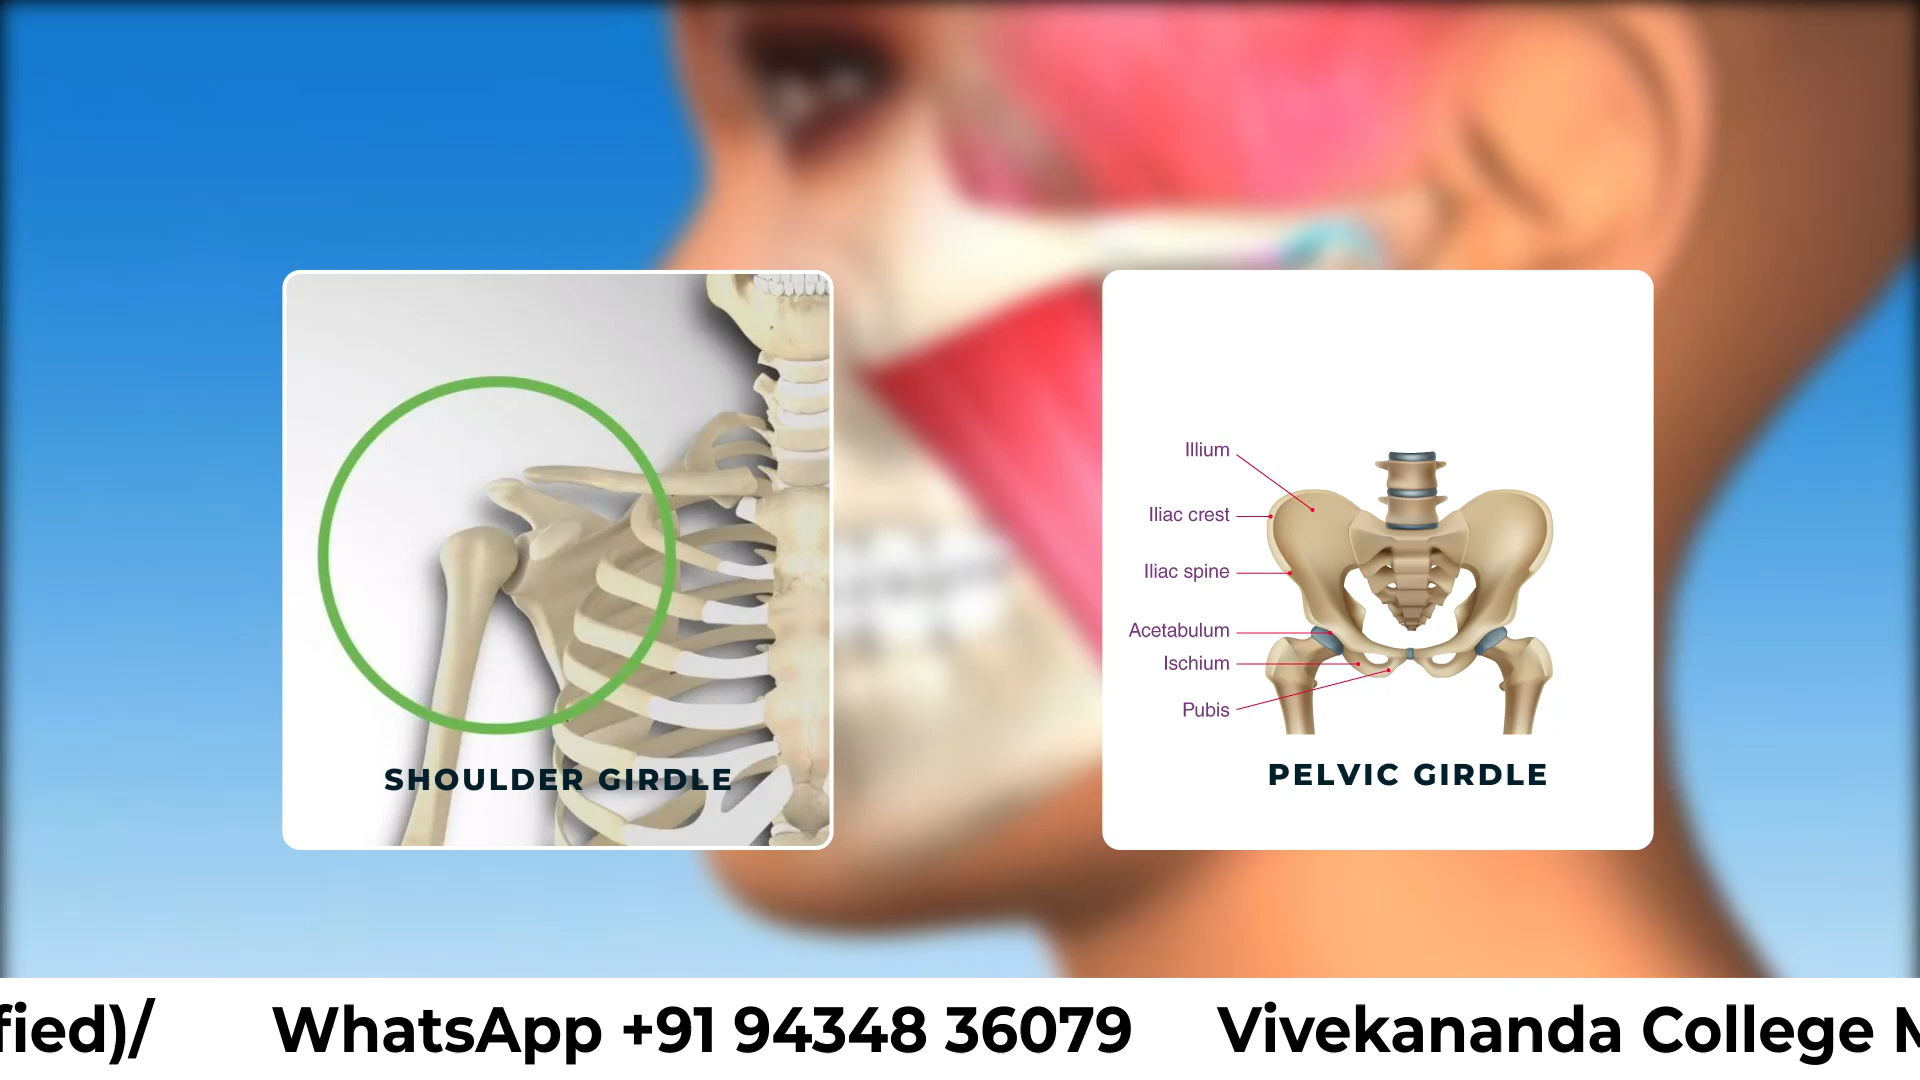 SHOULDER GIRDLE
Illium
Iliac crest
Iliac spine
Acetabulum
Ischium
Pubis
PELVIC GIRDLE
fied)/ WhatsApp +91 94348 36079 Vivekananda College